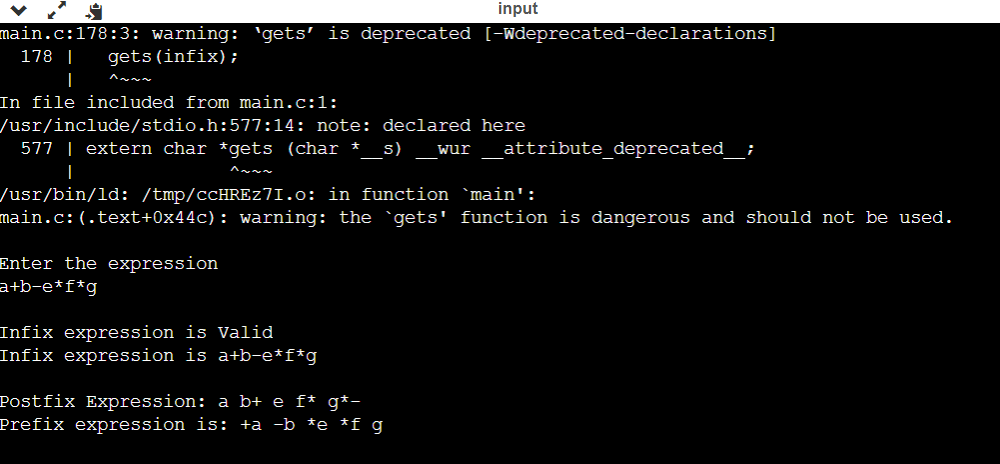 input
main.c:178:3: warning: ‘gets’ is deprecated [-Wdeprecated-declarations]
  178 |   gets(infix);
      |   ^~~~
In file included from main.c:1:
/usr/include/stdio.h:577:14: note: declared here
  577 | extern char *gets (char *__s) __wur __attribute_deprecated__;
      |              ^~~~
/usr/bin/ld: /tmp/ccHREz7I.o: in function `main':
main.c:(.text+0x44c): warning: the `gets' function is dangerous and should not be used.
Enter the expression
a+b-e*f*g
Infix expression is Valid
Infix expression is a+b-e*f*g
Postfix Expression: a b+ e f* g*-
Prefix expression is: +a -b *e *f g